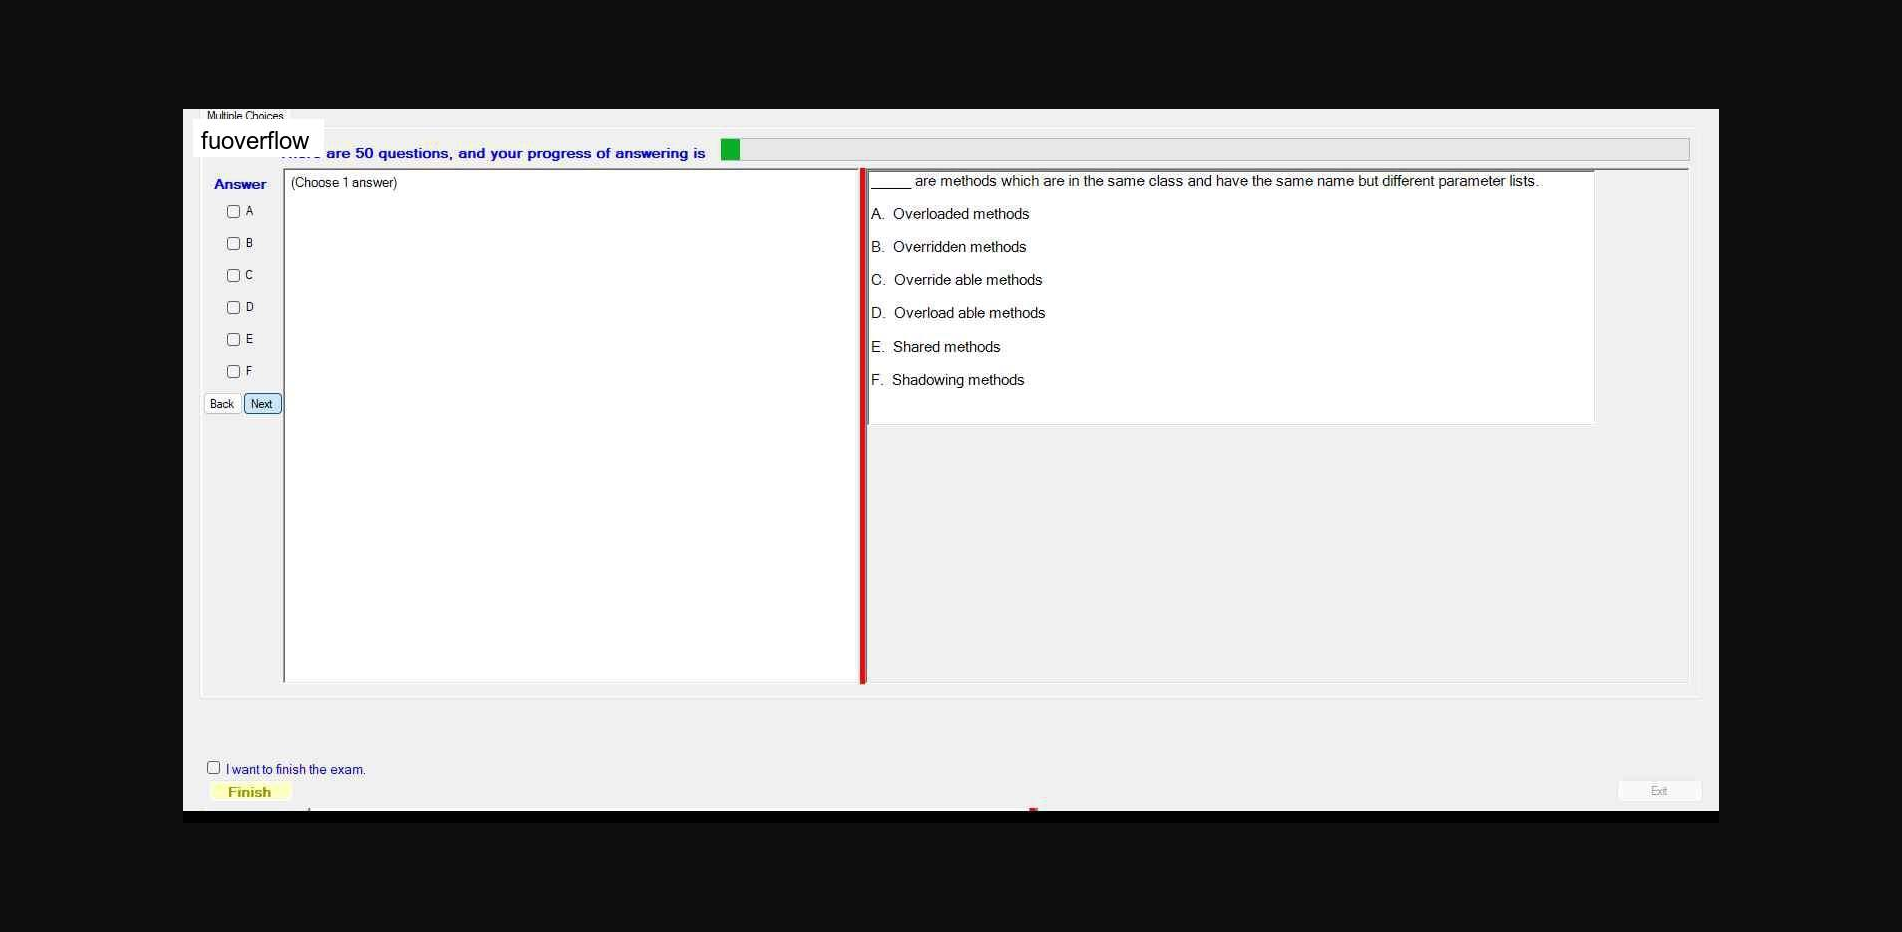 Multiple Choices
fuoverflow
are 50 questions, and your progress of answering is
Answer
(Choose 1 answer)
A
B
C
D
E
F
Back
Next
_____ are methods which are in the same class and have the same name but different parameter lists.
A. Overloaded methods
B. Overridden methods
C. Override able methods
D. Overload able methods
E. Shared methods
F. Shadowing methods
I want to finish the exam.
Finish
Exit